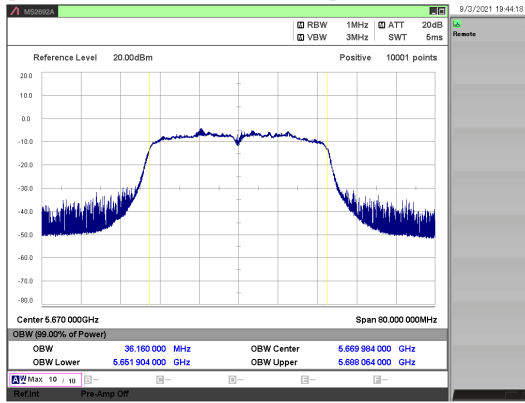 MS2692A
9/3/2021 19:44:18
RBW 1MHz ATT 20dB
VBW 3MHz SWT 5ms
Remote
Reference Level 20.00dBm Positive 10001 points
20.0
10.0
0.0
-10.0
-20.0
-30.0
-40.0
-50.0
-60.0
-70.0
-80.0
Center 5.670 000GHz Span 80.000 000MHz
OBW (99.00% of Power)
OBW 36.160 000 MHz OBW Center 5.669 984 000 GHz
OBW Lower 5.651 904 000 GHz OBW Upper 5.688 064 000 GHz
Max 10 / 10
Ref.Int Pre-Amp Off